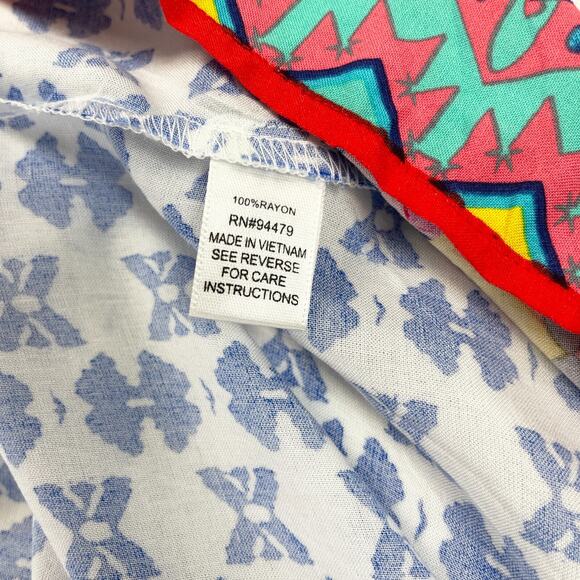 100%RAYON
RN#94479
MADE IN VIETNAM
SEE REVERSE
FOR CARE
INSTRUCTIONS